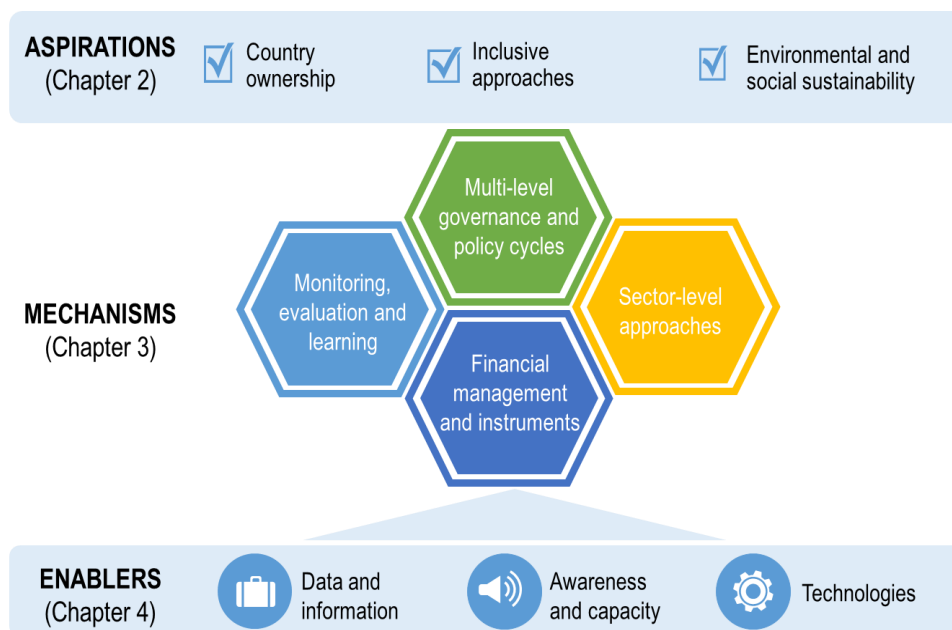 ASPIRATIONS
(Chapter 2)
Country
ownership
Inclusive
approaches
Environmental and
social sustainability
MECHANISMS
(Chapter 3)
Multi-level
governance and
policy cycles
Monitoring,
evaluation and
learning
Sector-level
approaches
Financial
management
and instruments
ENABLERS
(Chapter 4)
Data and
information
Awareness
and capacity
Technologies